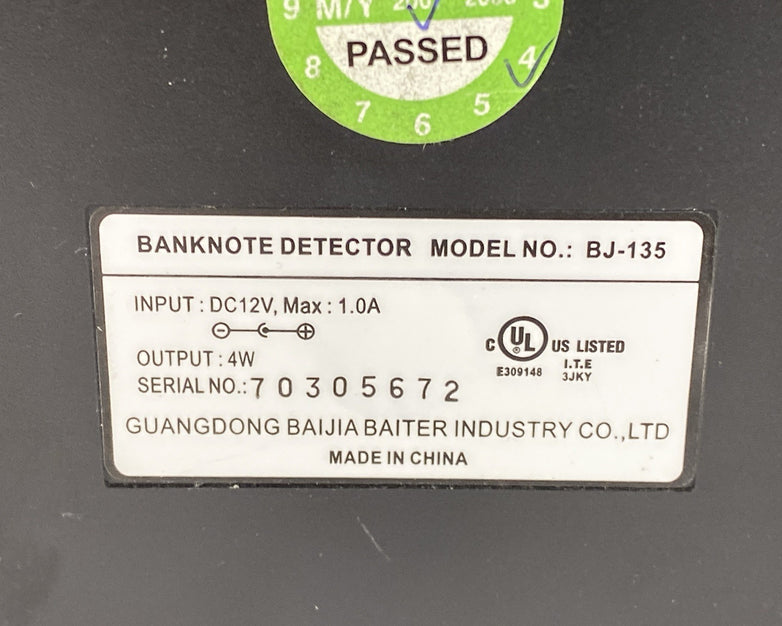 9 M/Y 3
PASSED
8 4
7 5
6
BANKNOTE DETECTOR MODEL NO.: BJ-135
INPUT : DC12V, Max : 1.0A
OUTPUT : 4W
SERIAL NO.: 70305672
C UL US LISTED
I.T.E
E309148 3JKY
GUANGDONG BAIJIA BAITER INDUSTRY CO.,LTD
MADE IN CHINA